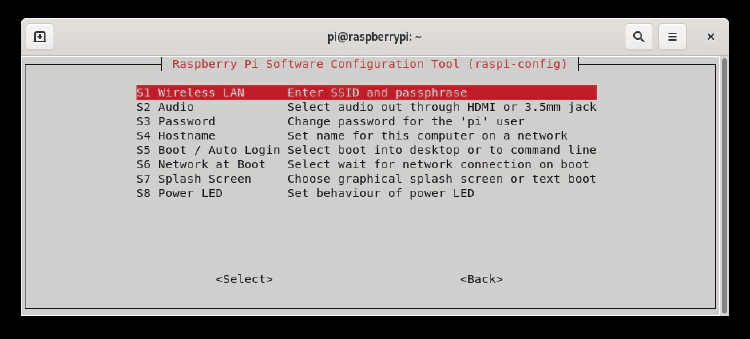 pi@raspberrypi: ~
Raspberry Pi Software Configuration Tool (raspi-config)
S1 Wireless LAN Enter SSID and passphrase
S2 Audio Select audio out through HDMI or 3.5mm jack
S3 Password Change password for the 'pi' user
S4 Hostname Set name for this computer on a network
S5 Boot / Auto Login Select boot into desktop or to command line
S6 Network at Boot Select wait for network connection on boot
S7 Splash Screen Choose graphical splash screen or text boot
S8 Power LED Set behaviour of power LED
<Select> <Back>